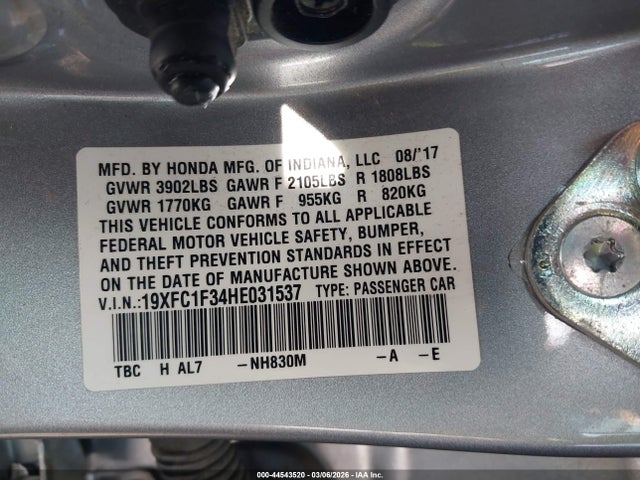 MFD. BY HONDA MFG. OF INDIANA, LLC 08/'17
GVWR 3902LBS GAWR F 2105LBS R 1808LBS
GVWR 1770KG GAWR F 955KG R 820KG
THIS VEHICLE CONFORMS TO ALL APPLICABLE
FEDERAL MOTOR VEHICLE SAFETY, BUMPER,
AND THEFT PREVENTION STANDARDS IN EFFECT
ON THE DATE OF MANUFACTURE SHOWN ABOVE.
V.I.N.:19XFC1F34HE031537 TYPE: PASSENGER CAR
TBC H AL7 -NH830M -A -E
000-44543520 | 03/06/2026 | IAA Inc.